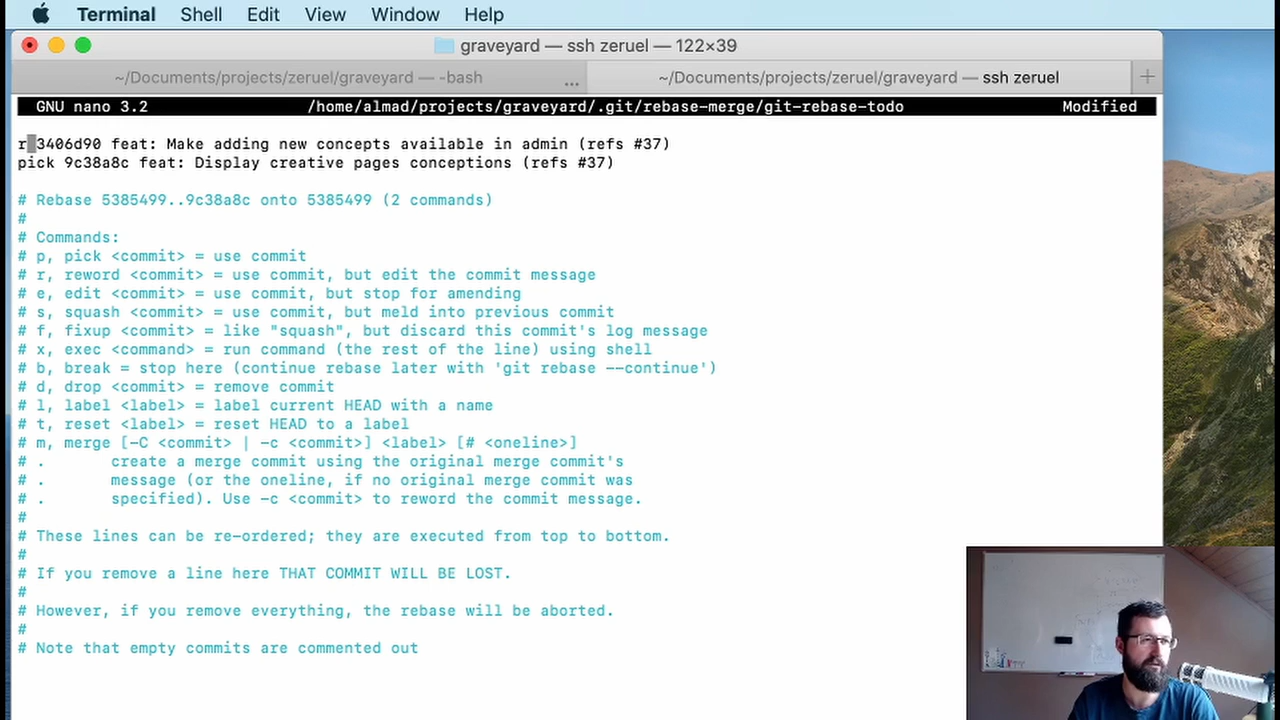 Terminal Shell Edit View Window Help
graveyard — ssh zeruel — 122×39
~/Documents/projects/zeruel/graveyard — -bash ... ~/Documents/projects/zeruel/graveyard — ssh zeruel +
GNU nano 3.2 /home/almad/projects/graveyard/.git/rebase-merge/git-rebase-todo Modified
r 3406d90 feat: Make adding new concepts available in admin (refs #37)
pick 9c38a8c feat: Display creative pages conceptions (refs #37)
# Rebase 5385499..9c38a8c onto 5385499 (2 commands)
#
# Commands:
# p, pick <commit> = use commit
# r, reword <commit> = use commit, but edit the commit message
# e, edit <commit> = use commit, but stop for amending
# s, squash <commit> = use commit, but meld into previous commit
# f, fixup <commit> = like "squash", but discard this commit's log message
# x, exec <command> = run command (the rest of the line) using shell
# b, break = stop here (continue rebase later with 'git rebase --continue')
# d, drop <commit> = remove commit
# l, label <label> = label current HEAD with a name
# t, reset <label> = reset HEAD to a label
# m, merge [-C <commit> | -c <commit>] <label> [# <oneline>]
# . create a merge commit using the original merge commit's
# . message (or the oneline, if no original merge commit was
# . specified). Use -c <commit> to reword the commit message.
#
# These lines can be re-ordered; they are executed from top to bottom.
#
# If you remove a line here THAT COMMIT WILL BE LOST.
#
# However, if you remove everything, the rebase will be aborted.
#
# Note that empty commits are commented out